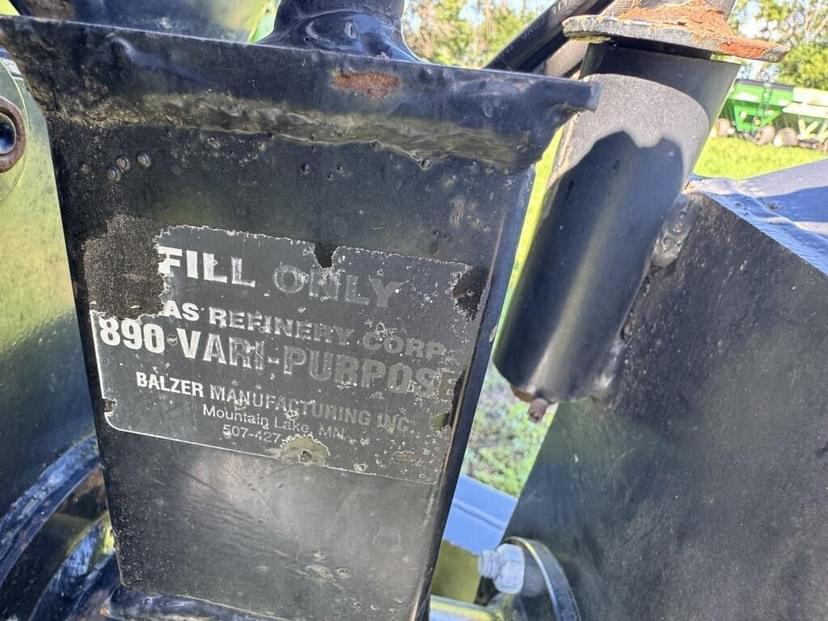 FILL ONLY
AS REFINERY CORP.
890 VARI-PURPOSE
BALZER MANUFACTURING INC.
Mountain Lake, MN
507-427-